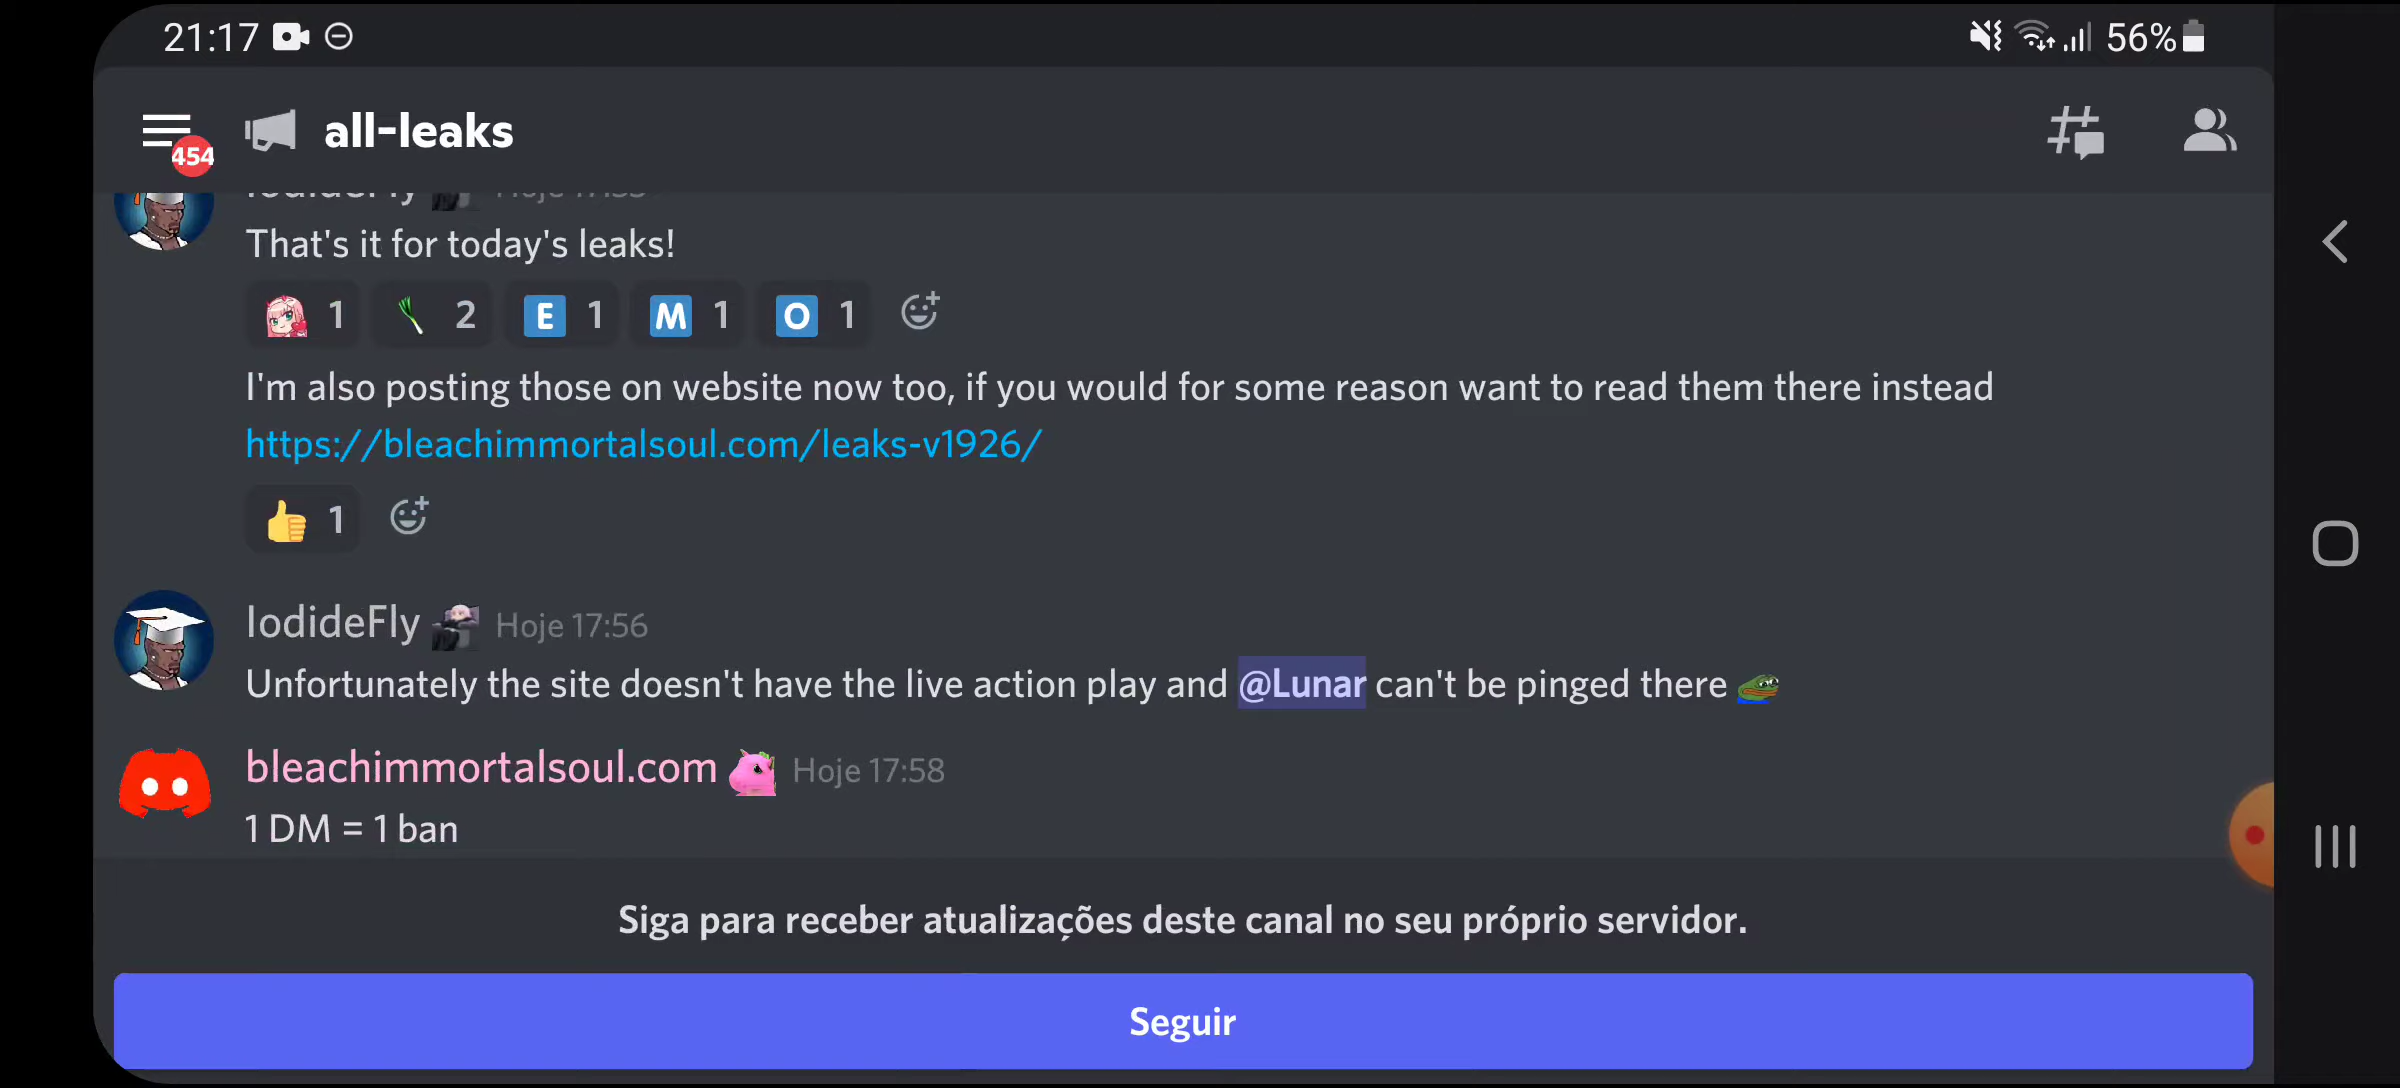 21:17
56%
454
all-leaks
IodideFly Hoje 17:55
That's it for today's leaks!
1 2 E 1 M 1 O 1
I'm also posting those on website now too, if you would for some reason want to read them there instead
https://bleachimmortalsoul.com/leaks-v1926/
1
IodideFly Hoje 17:56
Unfortunately the site doesn't have the live action play and @Lunar can't be pinged there
bleachimmortalsoul.com Hoje 17:58
1 DM = 1 ban
Siga para receber atualizações deste canal no seu próprio servidor.
Seguir